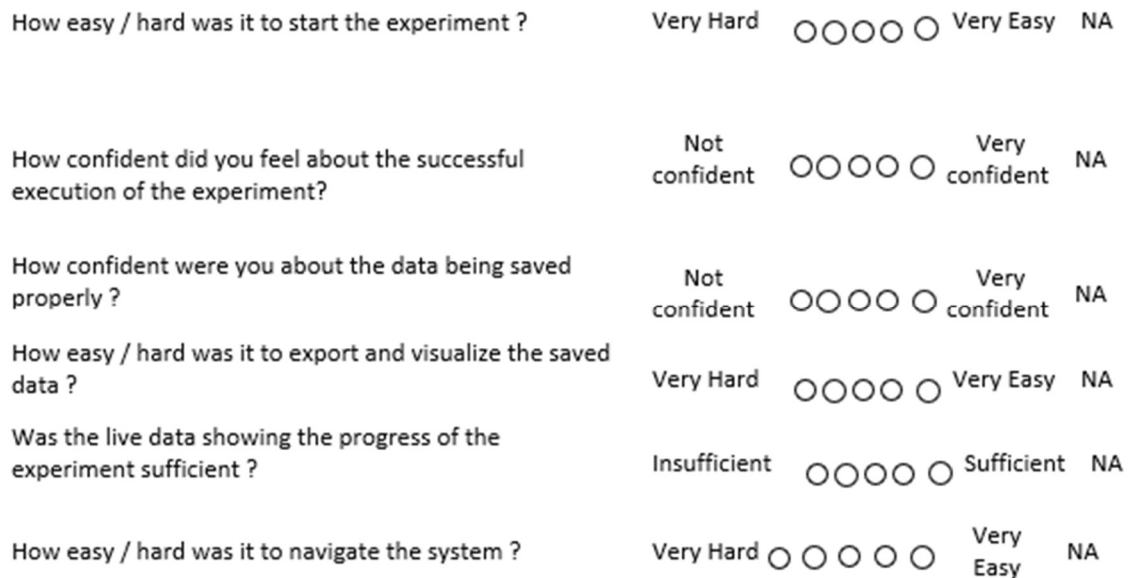 How easy / hard was it to start the experiment ? Very Hard Very Easy NA
How confident did you feel about the successful
execution of the experiment?
Not
confident
Very
confident
NA
How confident were you about the data being saved
properly ?
Not
confident
Very
confident
NA
How easy / hard was it to export and visualize the saved
data ?
Very Hard Very Easy NA
Was the live data showing the progress of the
experiment sufficient ?
Insufficient Sufficient NA
How easy / hard was it to navigate the system ? Very Hard
Very
Easy
NA